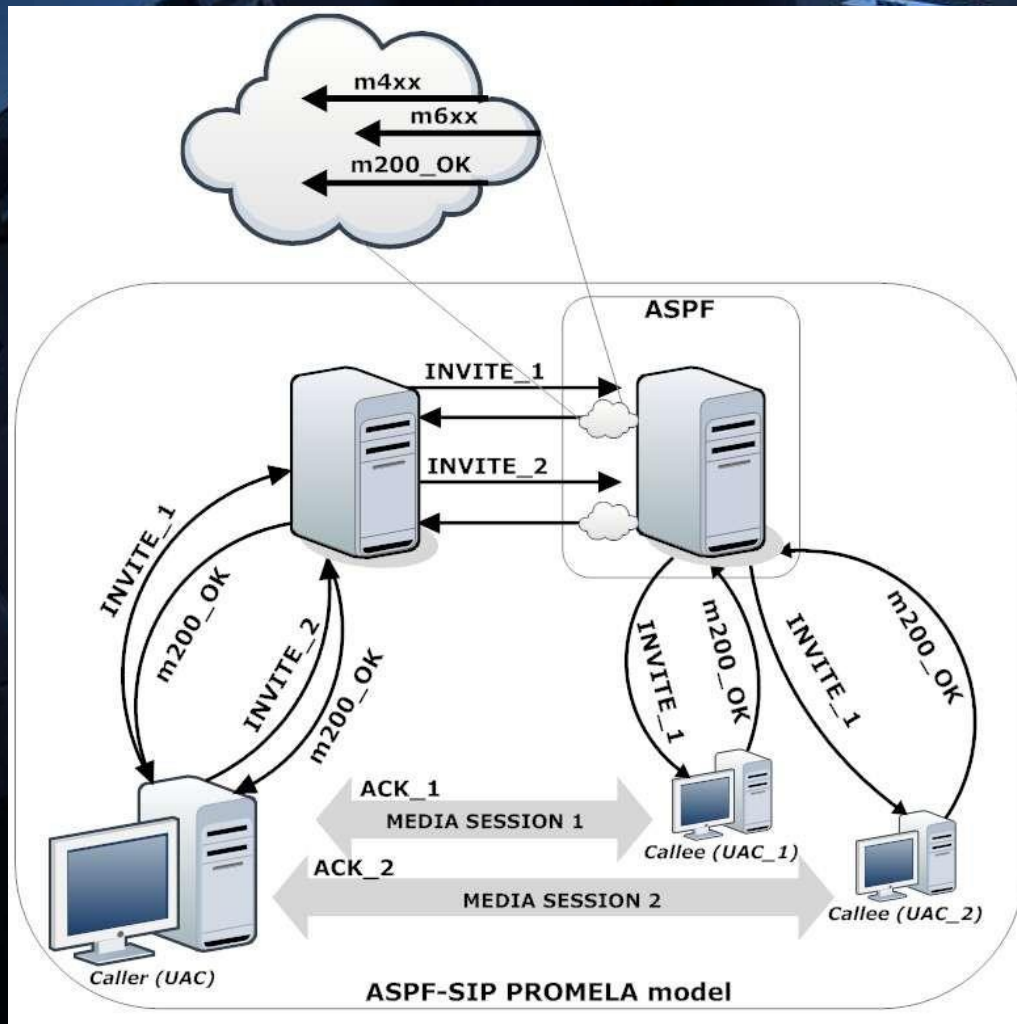 m4xx
m6xx
m200_OK
ASPF
INVITE_1
INVITE_2
INVITE_1
m200_OK
INVITE_2
m200_OK
INVITE_1
m200_OK
INVITE_1
m200_OK
ACK_1
MEDIA SESSION 1
Callee (UAC_1)
ACK_2
MEDIA SESSION 2
Callee (UAC_2)
Caller (UAC)
ASPF-SIP PROMELA model